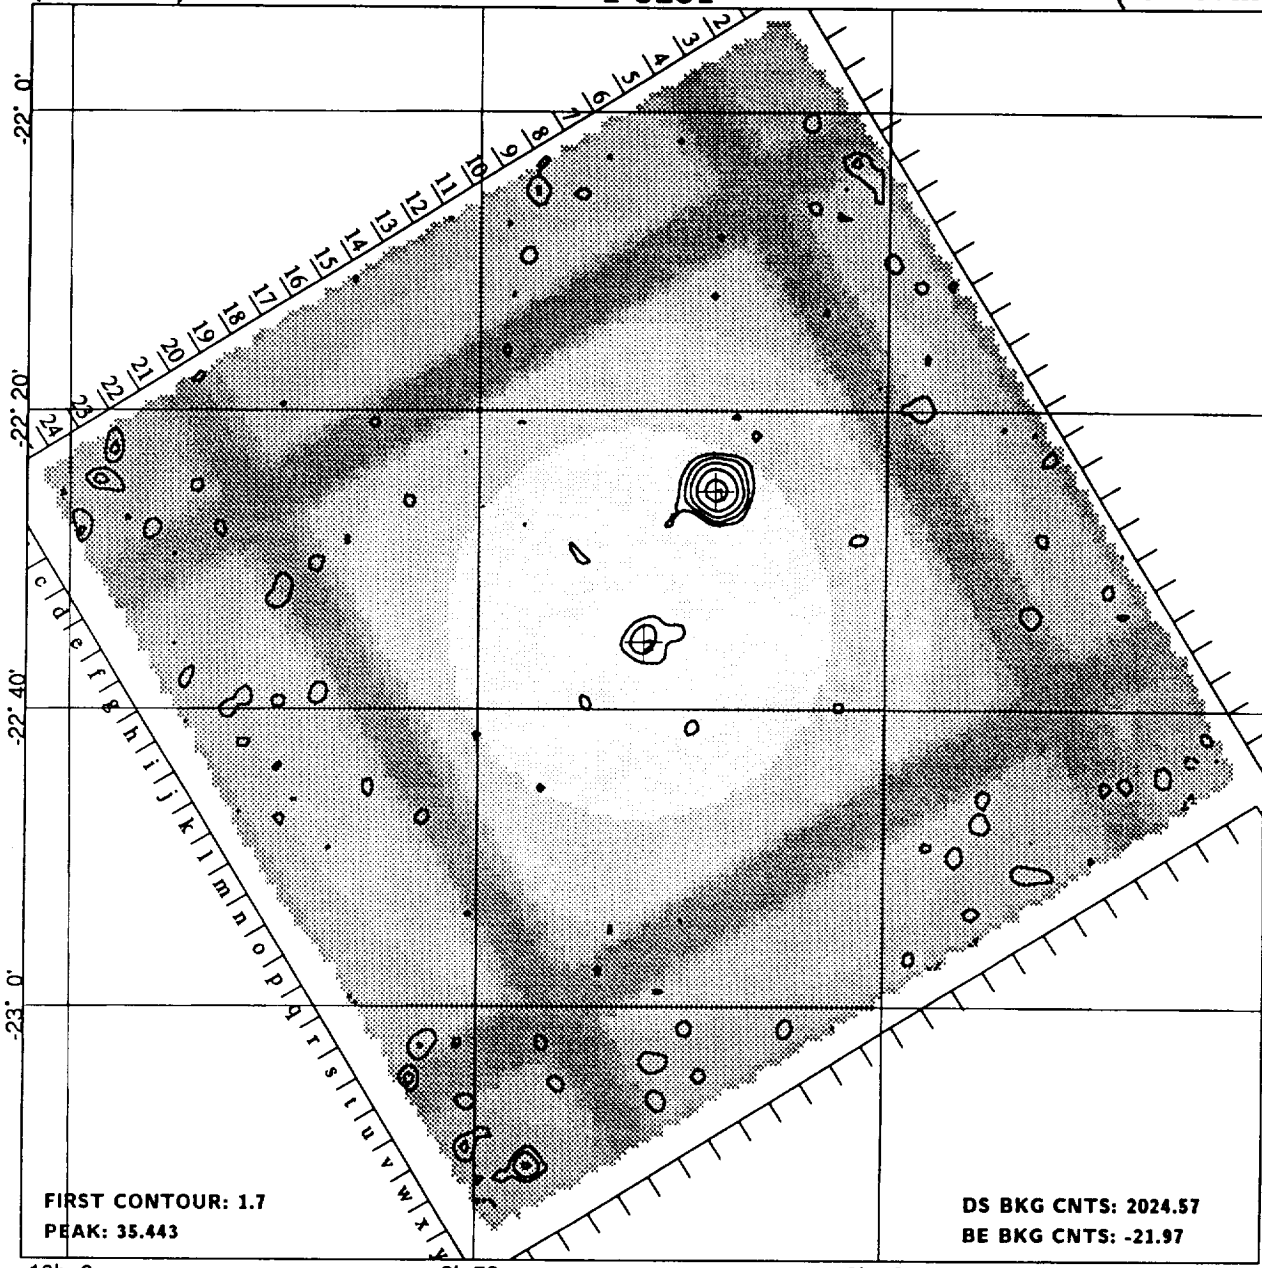 2 3 4 5 6 7 8 9 10 11 12 13 14 15 16 17 18 19 20 21 22 23 24
-22° 0'
-22° 20'
-22° 40'
-23° 0'
c d e f g h i j k l m n o p q r s t u v w x y
FIRST CONTOUR: 1.7
PEAK: 35.443
DS BKG CNTS: 2024.57
BE BKG CNTS: -21.97